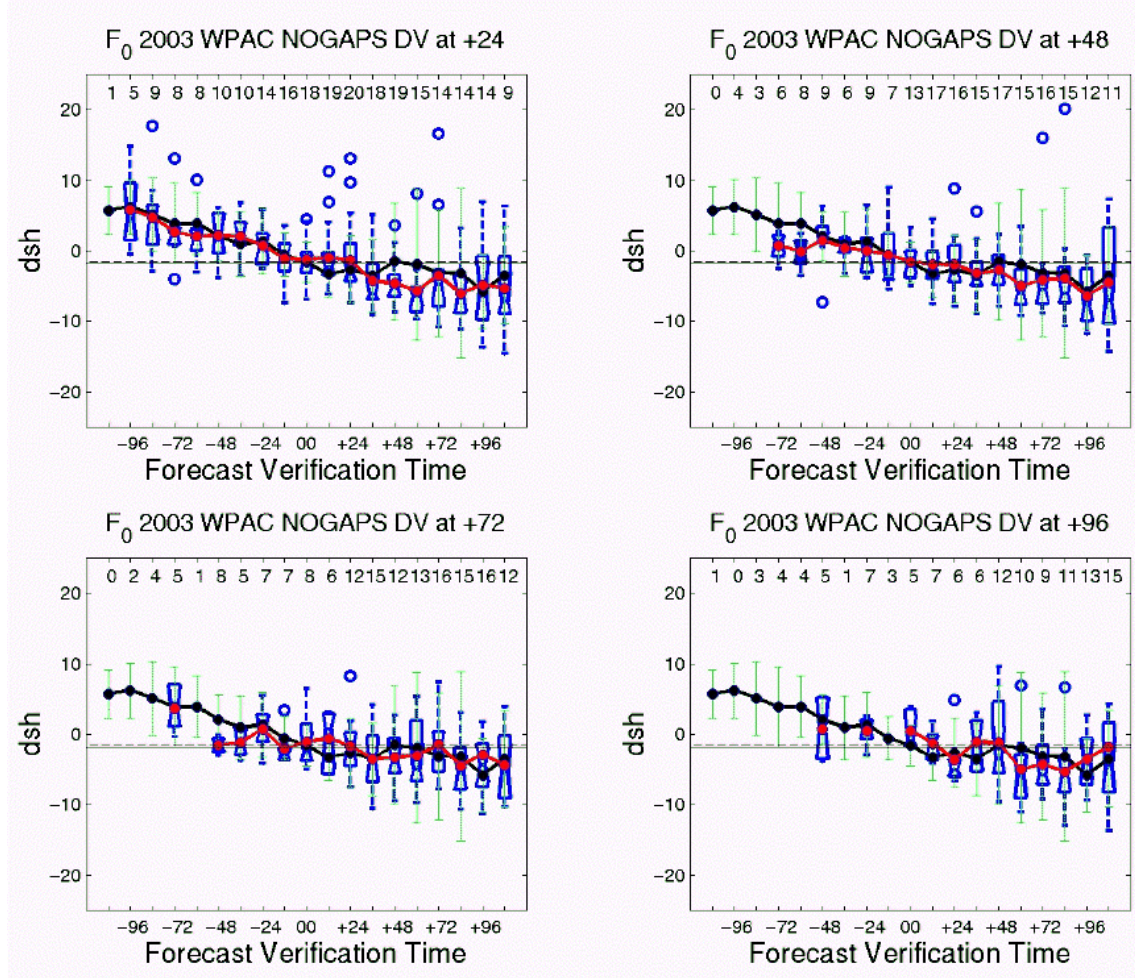 F0 2003 WPAC NOGAPS DV at +24
1 5 9 8 8 10 10 14 16 18 19 20 18 19 15 14 14 14 9
20
10
0
−10
−20
dsh
−96 −72 −48 −24 00 +24 +48 +72 +96
Forecast Verification Time
F0 2003 WPAC NOGAPS DV at +48
0 4 3 6 8 9 6 9 7 13 17 16 15 17 15 16 15 12 11
20
10
0
−10
−20
dsh
−96 −72 −48 −24 00 +24 +48 +72 +96
Forecast Verification Time
F0 2003 WPAC NOGAPS DV at +72
0 2 4 5 1 8 5 7 7 8 6 12 15 12 13 16 15 16 12
20
10
0
−10
−20
dsh
−96 −72 −48 −24 00 +24 +48 +72 +96
Forecast Verification Time
F0 2003 WPAC NOGAPS DV at +96
1 0 3 4 4 5 1 7 3 5 7 6 6 12 10 9 11 13 15
20
10
0
−10
−20
dsh
−96 −72 −48 −24 00 +24 +48 +72 +96
Forecast Verification Time